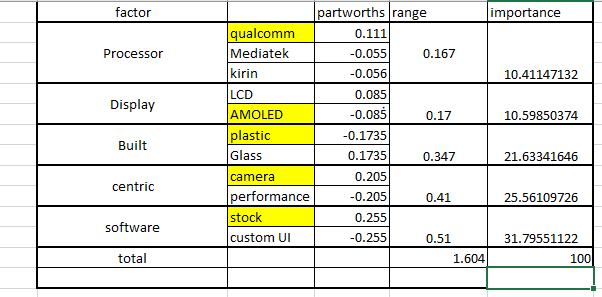 factor partworths range importance
qualcomm 0.111
Processor Mediatek -0.055 0.167
kirin -0.056 10.41147132
LCD 0.085
Display AMOLED -0.085 0.17 10.59850374
plastic -0.1735
Built Glass 0.1735 0.347 21.63341646
camera 0.205
centric performance -0.205 0.41 25.56109726
stock 0.255
software custom UI -0.255 0.51 31.79551122
total 1.604 100